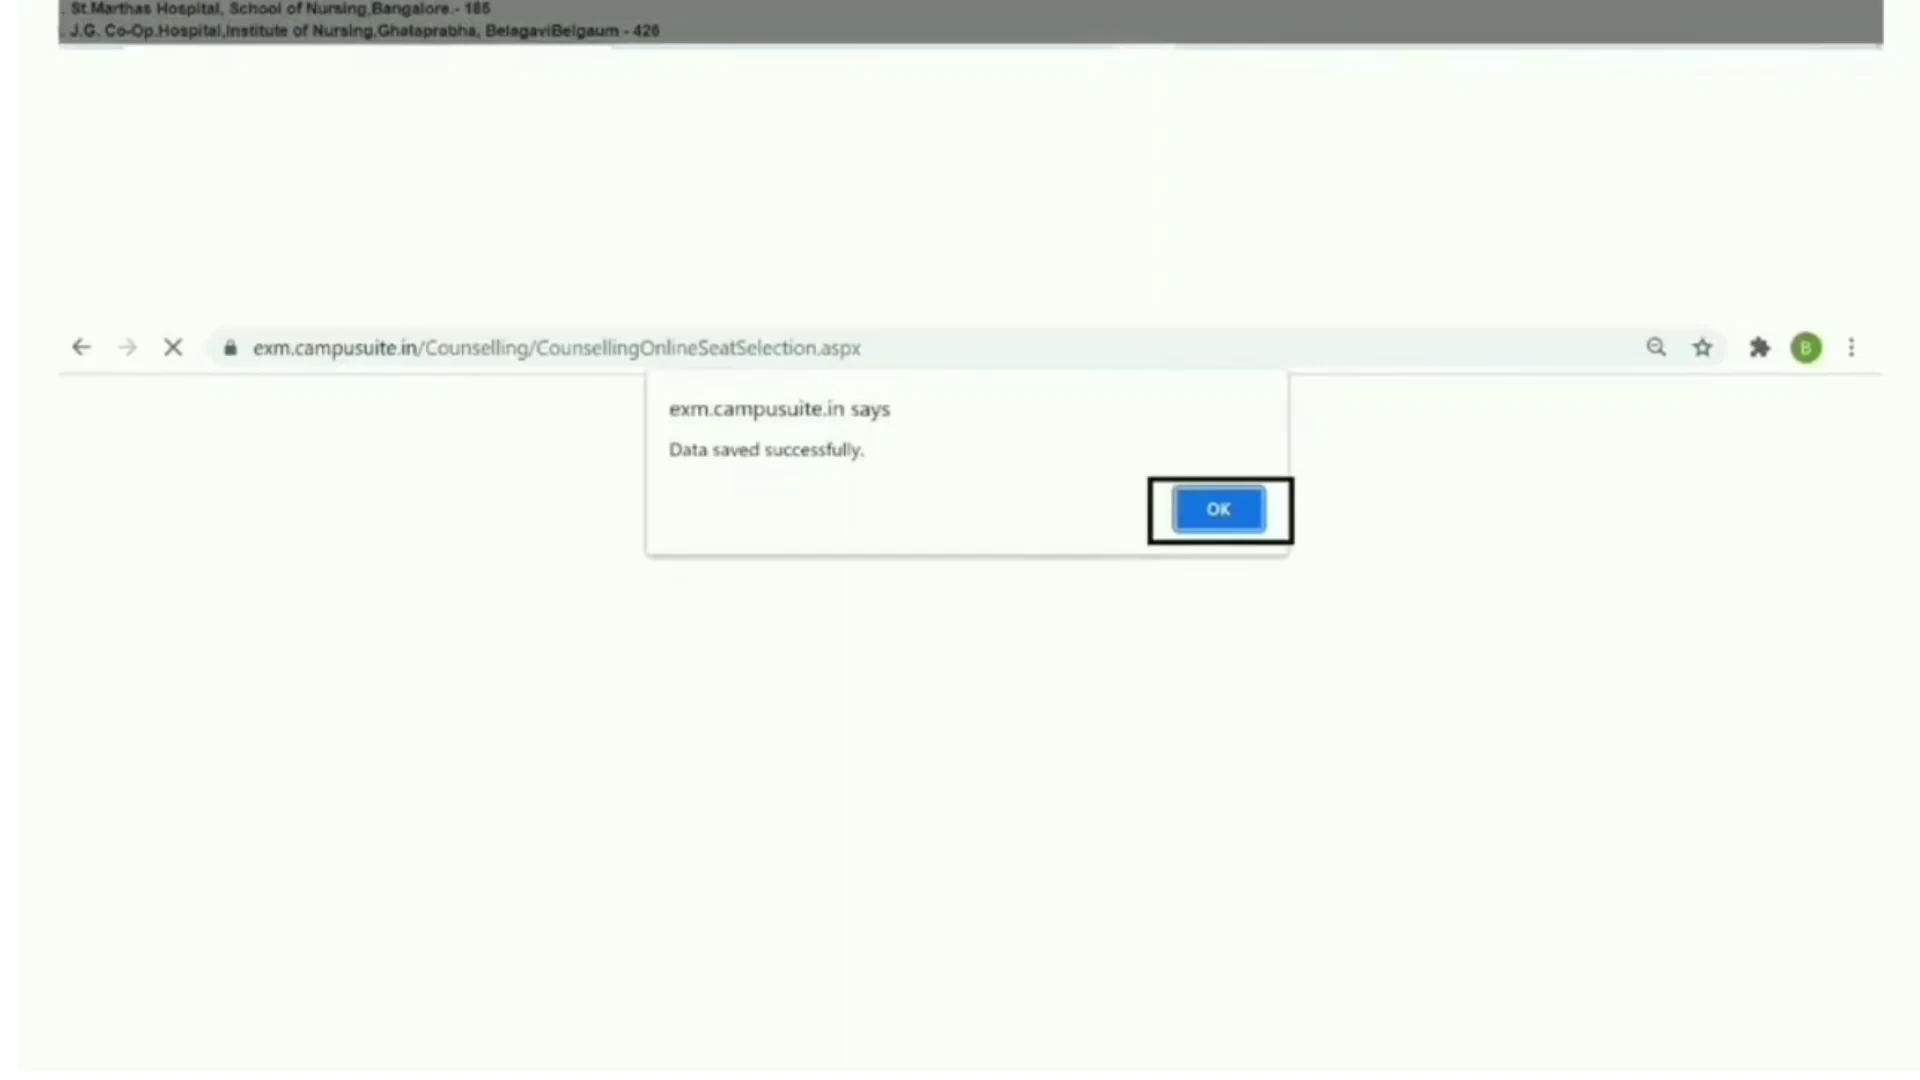 . St.Marthas Hospital, School of Nursing,Bangalore.- 185
. J.G. Co-Op.Hospital,Institute of Nursing,Ghataprabha, BelagaviBelgaum - 426
exm.campusuite.in/Counselling/CounsellingOnlineSeatSelection.aspx
B
exm.campusuite.in says
Data saved successfully.
OK